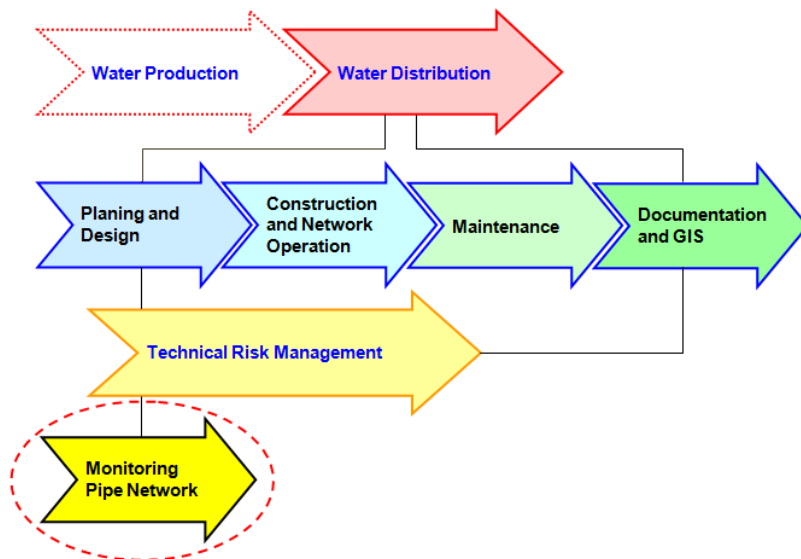 Water Production
Water Distribution
Planing and
Design
Construction
and Network
Operation
Maintenance
Documentation
and GIS
Technical Risk Management
Monitoring
Pipe Network